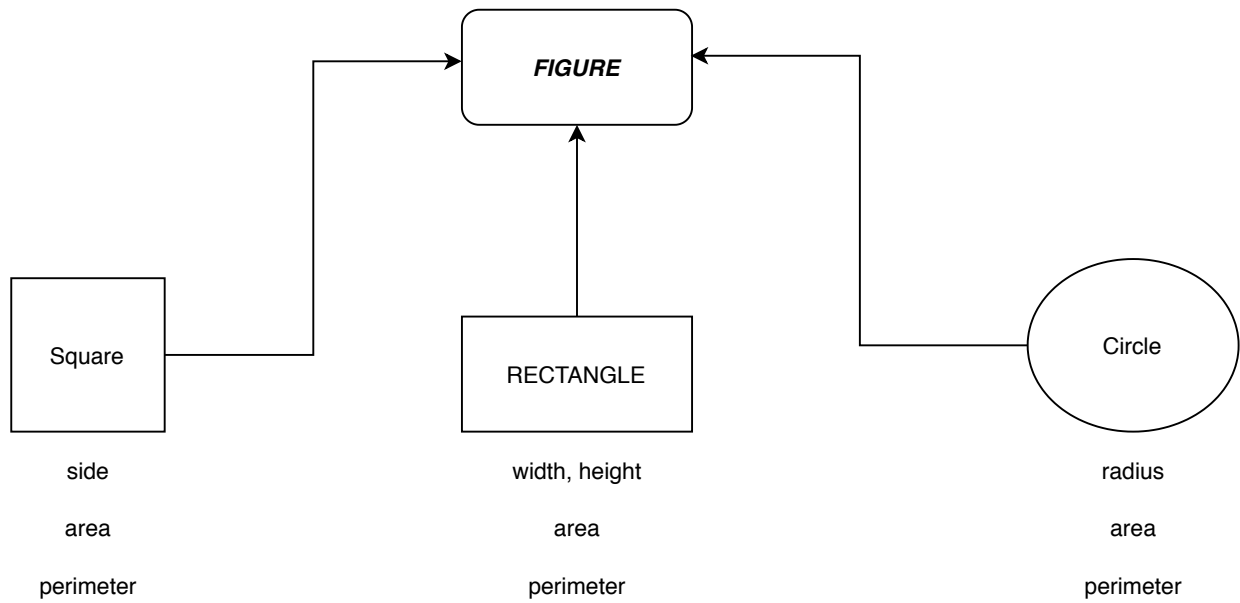 FIGURE
Square
RECTANGLE
Circle
side
width, height
radius
area
area
area
perimeter
perimeter
perimeter